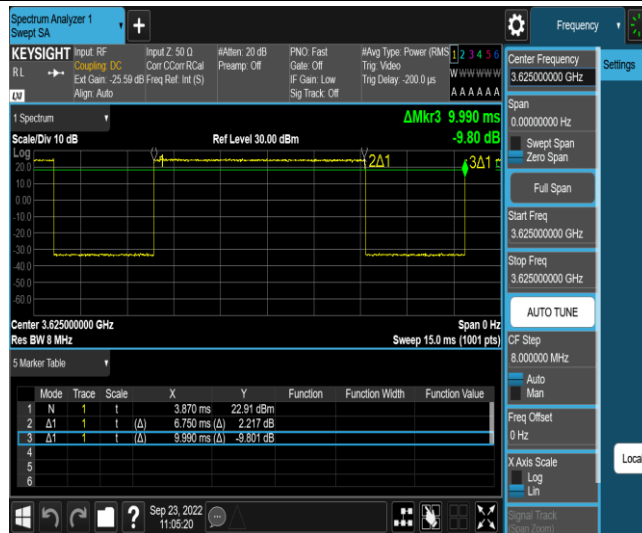 Spectrum Analyzer 1
Swept SA
+
Frequency
Settings
KEYSIGHT
RL
LXI
Input: RF
Coupling: DC
Ext Gain: -25.59 dB
Align: Auto
Input Z: 50 Ω
Corr CCorr RCal
Freq Ref: Int (S)
#Atten: 20 dB
Preamp: Off
PNO: Fast
Gate: Off
IF Gain: Low
Sig Track: Off
#Avg Type: Power (RMS
Trig: Video
Trig Delay: -200.0 µs
1 2 3 4 5 6
W W W W W W
A A A A A A
1 Spectrum
ΔMkr3 9.990 ms
-9.80 dB
Scale/Div 10 dB
Ref Level 30.00 dBm
Log
20.0
10.0
0.00
-10.0
-20.0
-30.0
-40.0
-50.0
-60.0
1
2Δ1
3Δ1
Center 3.625000000 GHz
Span 0 Hz
Res BW 8 MHz
Sweep 15.0 ms (1001 pts)
5 Marker Table
Mode Trace Scale X Y Function Function Width Function Value
1 N 1 t 3.870 ms 22.91 dBm
2 Δ1 1 t (Δ) 6.750 ms (Δ) 2.217 dB
3 Δ1 1 t (Δ) 9.990 ms (Δ) -9.801 dB
4
5
6
Center Frequency
3.625000000 GHz
Span
0.00000000 Hz
Swept Span
Zero Span
Full Span
Start Freq
3.625000000 GHz
Stop Freq
3.625000000 GHz
AUTO TUNE
CF Step
8.000000 MHz
Auto
Man
Freq Offset
0 Hz
X Axis Scale
Log
Lin
Signal Track
(Span Zoom)
Local
?
Sep 23, 2022
11:05:20